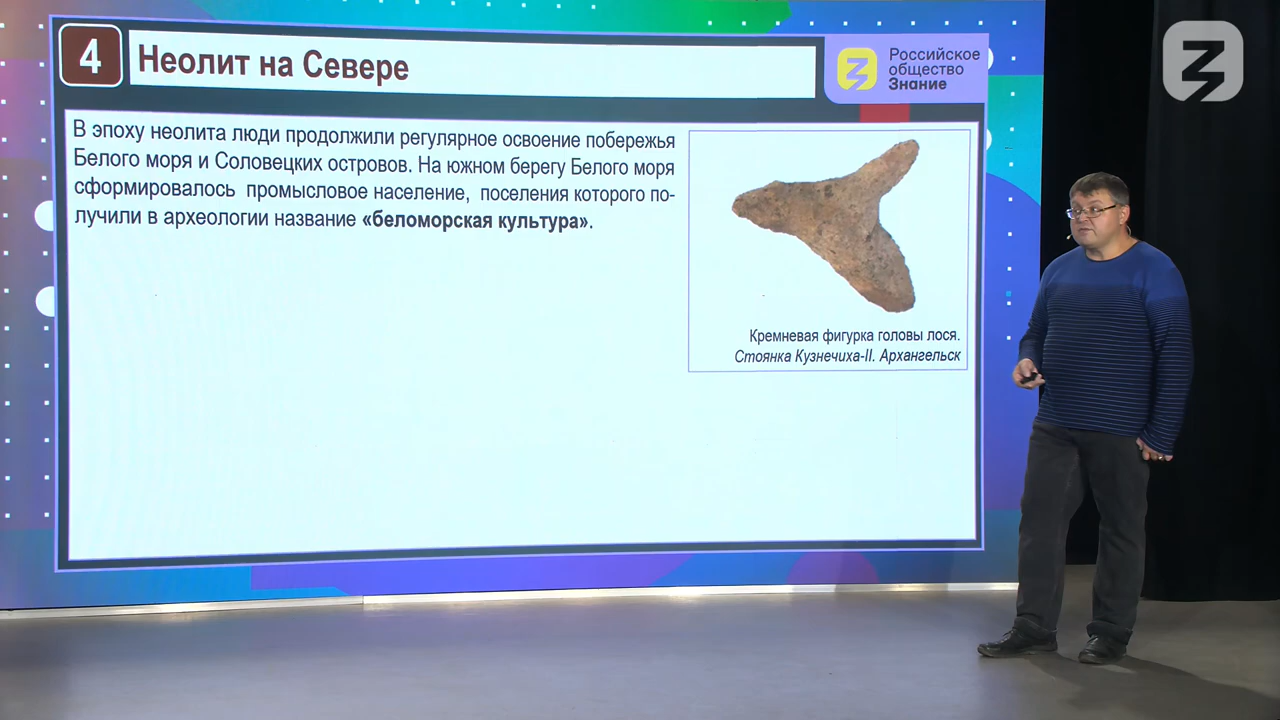 4
Неолит на Севере
Российское
общество
Знание
В эпоху неолита люди продолжили регулярное освоение побережья
Белого моря и Соловецких островов. На южном берегу Белого моря
сформировалось промысловое население, поселения которого по-
лучили в археологии название «беломорская культура».
Кремневая фигурка головы лося.
Стоянка Кузнечиха-II. Архангельск